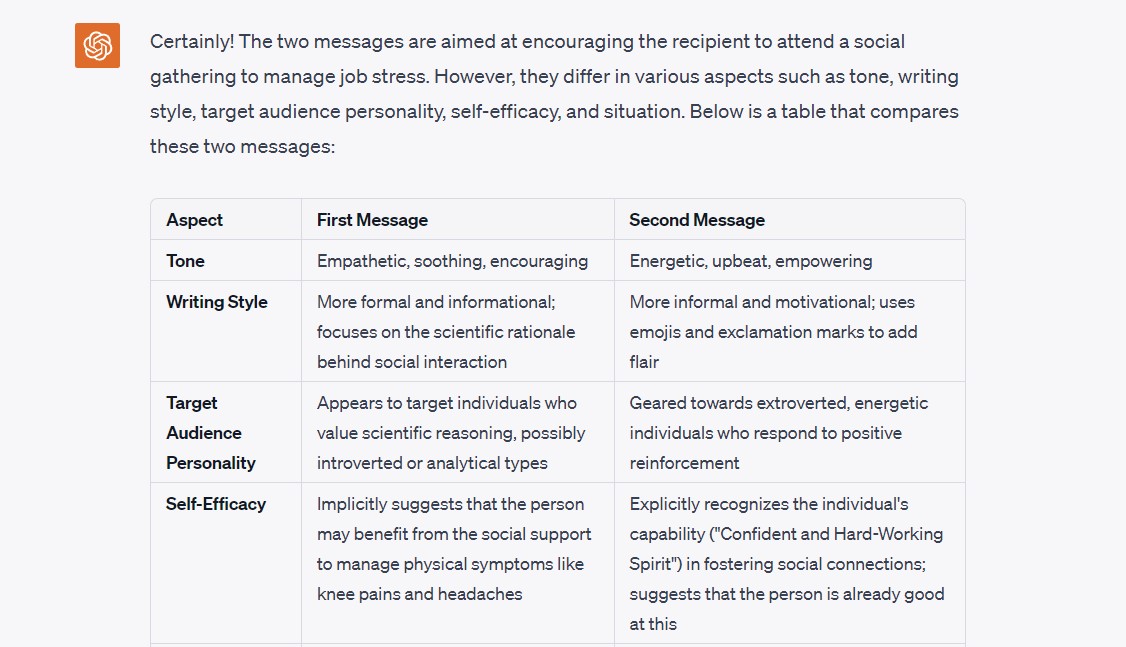 Certainly! The two messages are aimed at encouraging the recipient to attend a social
gathering to manage job stress. However, they differ in various aspects such as tone, writing
style, target audience personality, self-efficacy, and situation. Below is a table that compares
these two messages:
Aspect First Message Second Message
Tone Empathetic, soothing, encouraging Energetic, upbeat, empowering
Writing Style More formal and informational; More informal and motivational; uses
focuses on the scientific rationale emojis and exclamation marks to add
behind social interaction flair
Target Appears to target individuals who Geared towards extroverted, energetic
Audience value scientific reasoning, possibly individuals who respond to positive
Personality introverted or analytical types reinforcement
Self-Efficacy Implicitly suggests that the person Explicitly recognizes the individual's
may benefit from the social support capability ("Confident and Hard-Working
to manage physical symptoms like Spirit") in fostering social connections;
knee pains and headaches suggests that the person is already good
at this